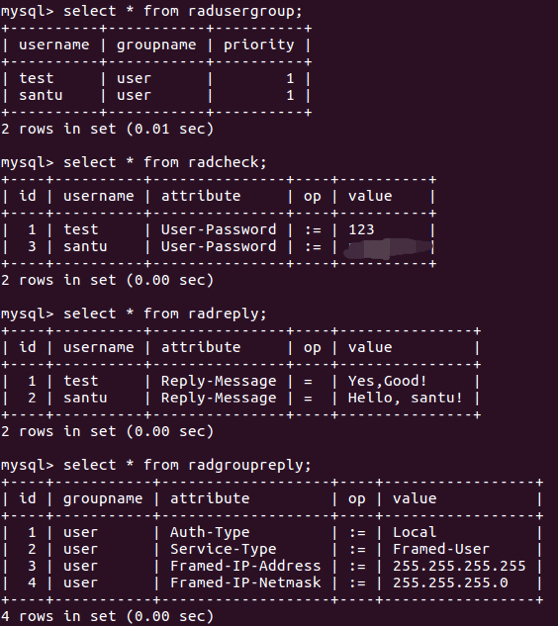 mysql> select * from radusergroup;
+----------+-----------+----------+
| username | groupname | priority |
+----------+-----------+----------+
| test     | user      |        1 |
| santu    | user      |        1 |
+----------+-----------+----------+
2 rows in set (0.01 sec)
mysql> select * from radcheck;
+----+----------+---------------+----+----------+
| id | username | attribute     | op | value    |
+----+----------+---------------+----+----------+
|  1 | test     | User-Password | := | 123      |
|  3 | santu    | User-Password | := |          |
+----+----------+---------------+----+----------+
2 rows in set (0.00 sec)
mysql> select * from radreply;
+----+----------+---------------+----+---------------+
| id | username | attribute     | op | value         |
+----+----------+---------------+----+---------------+
|  1 | test     | Reply-Message | =  | Yes,Good!     |
|  2 | santu    | Reply-Message | =  | Hello, santu! |
+----+----------+---------------+----+---------------+
2 rows in set (0.00 sec)
mysql> select * from radgroupreply;
+----+-----------+-------------------+----+-----------------+
| id | groupname | attribute         | op | value           |
+----+-----------+-------------------+----+-----------------+
|  1 | user      | Auth-Type         | := | Local           |
|  2 | user      | Service-Type      | := | Framed-User     |
|  3 | user      | Framed-IP-Address | := | 255.255.255.255 |
|  4 | user      | Framed-IP-Netmask | := | 255.255.255.0   |
+----+-----------+-------------------+----+-----------------+
4 rows in set (0.00 sec)